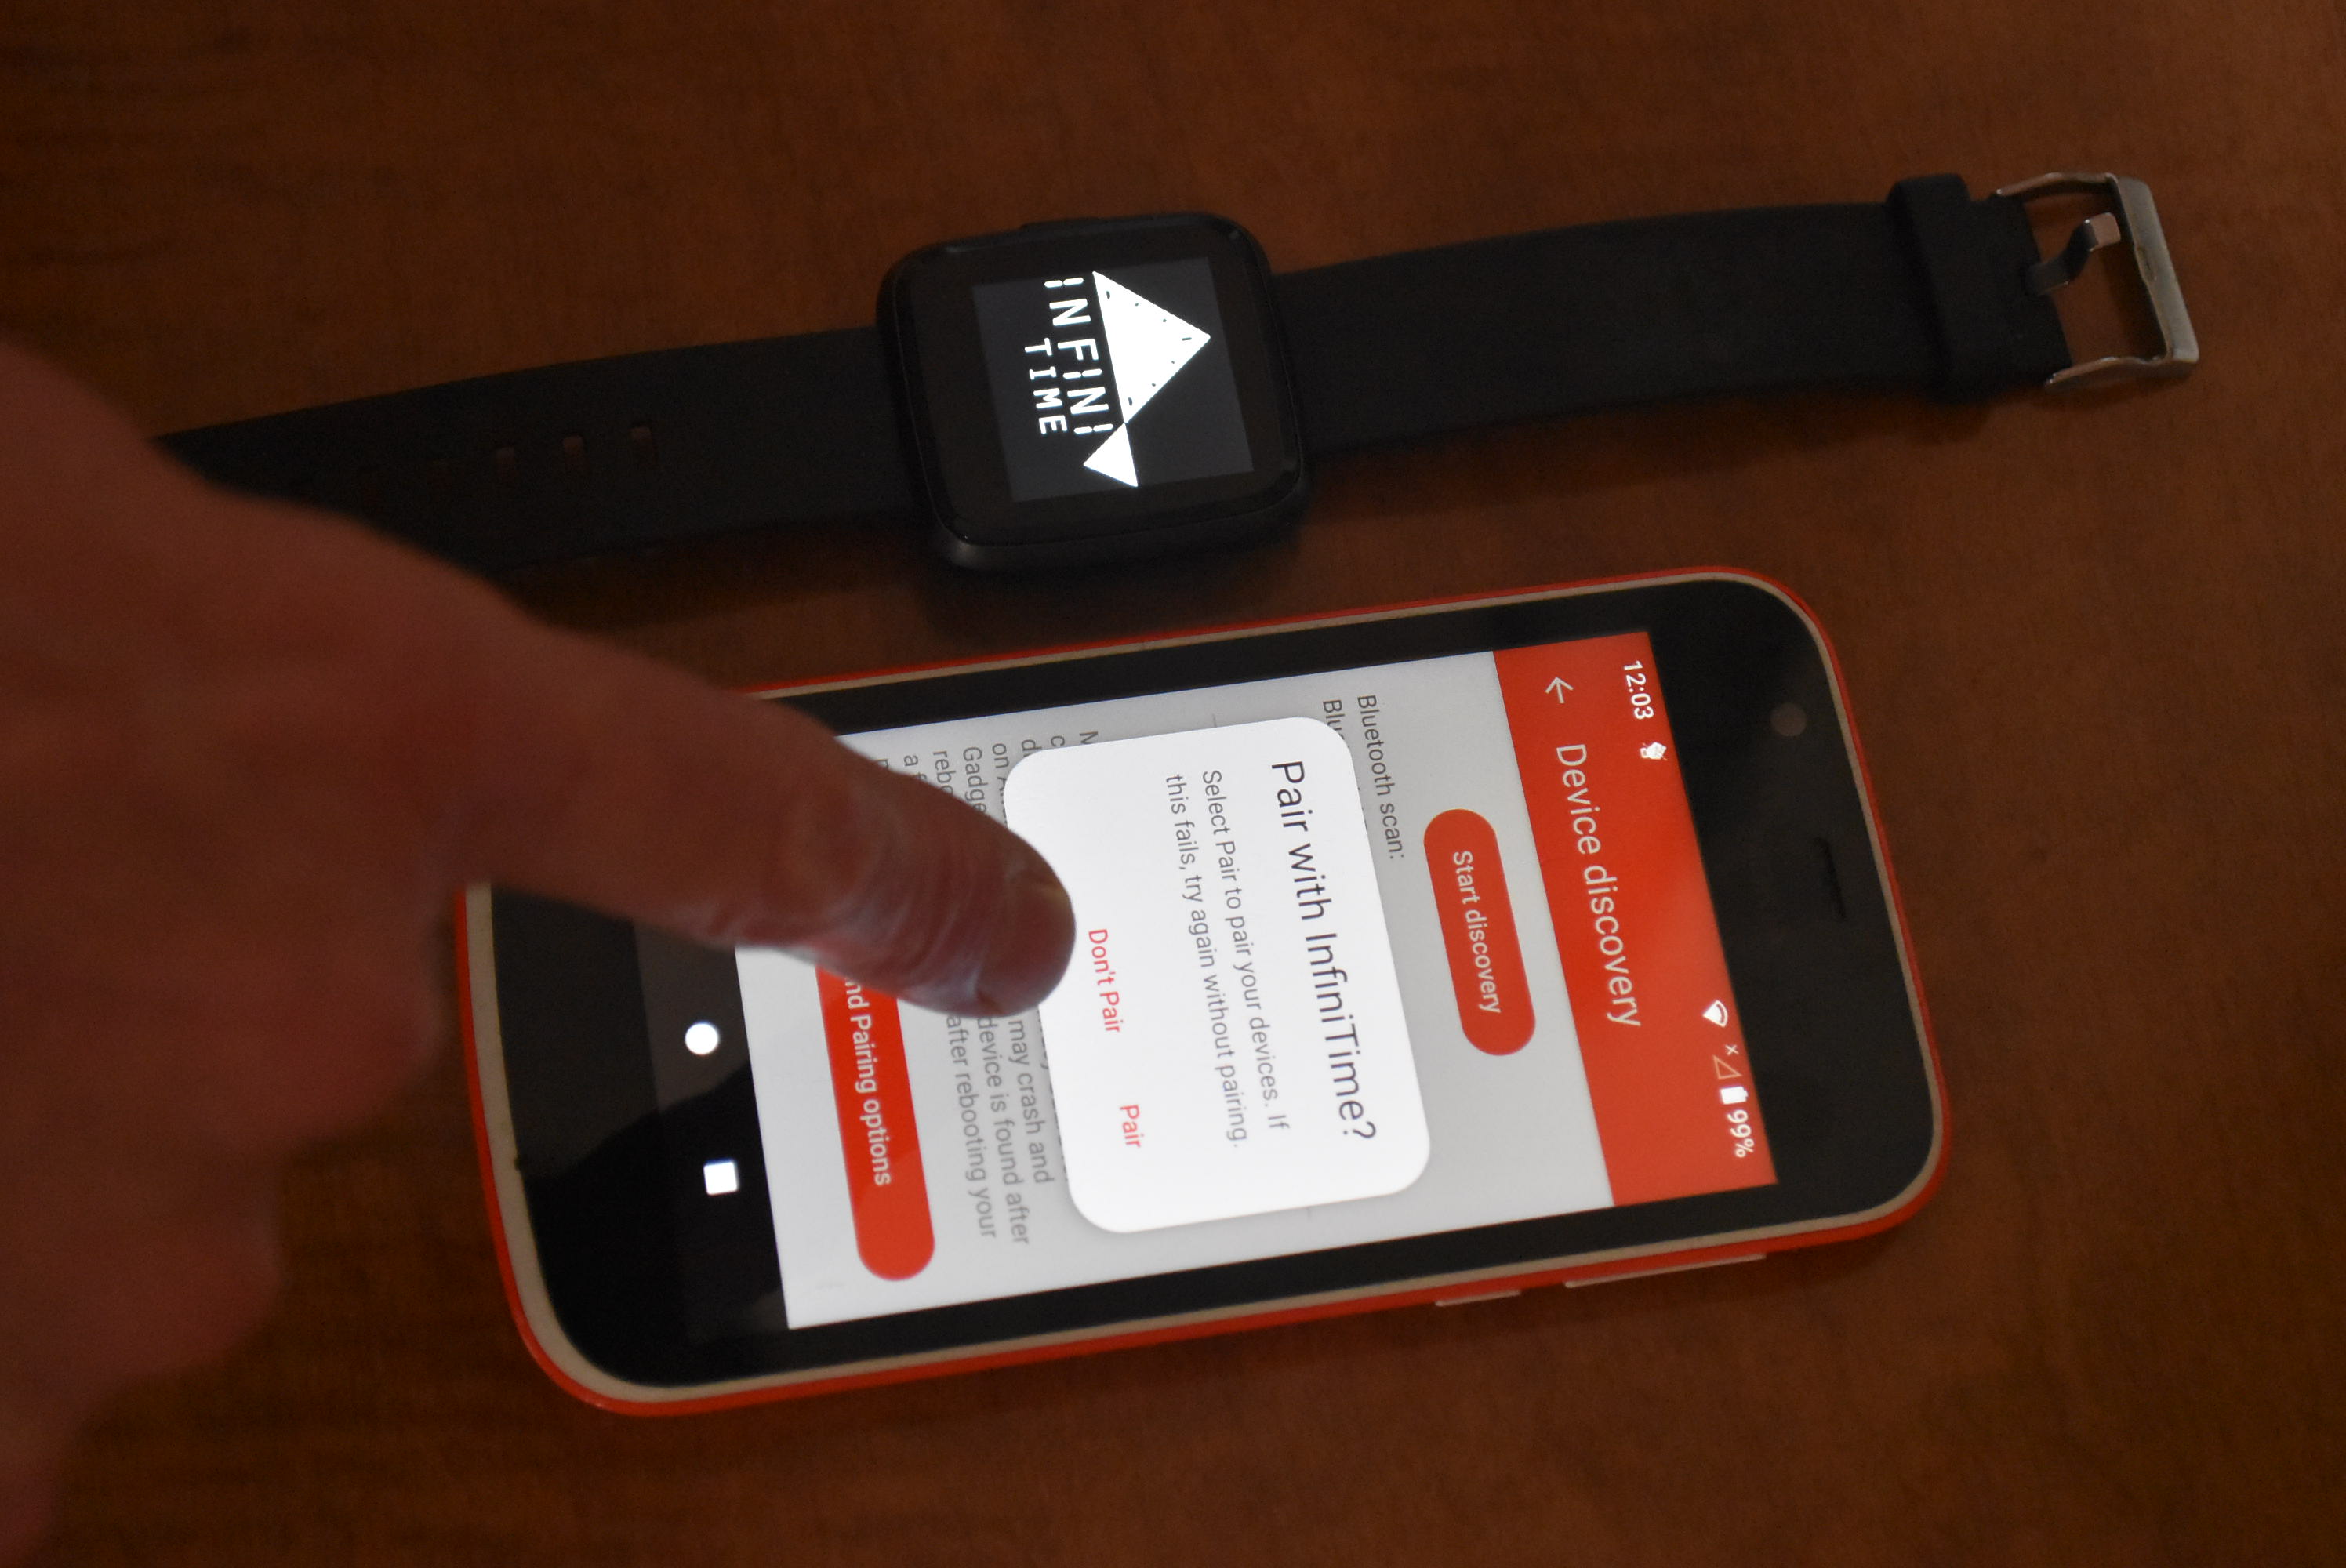 INFINI
TIME
12:03
99%
Device discovery
Start discovery
Bluetooth scan:
Pair with InfiniTime?
Select Pair to pair your devices. If
this fails, try again without pairing.
Don't Pair
Pair
on
may crash and
device is found after
after rebooting your
a
Pairing options